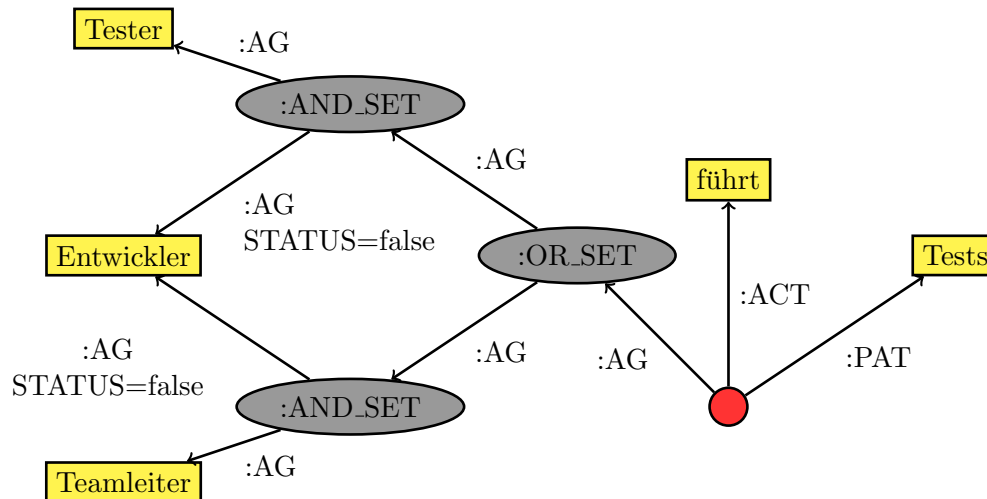 Tester
:AG
:AND_SET
:AG
führt
:AG
STATUS=false
Entwickler
:OR_SET
Tests
:ACT
:AG
:AG
:AG
:PAT
STATUS=false
:AND_SET
:AG
Teamleiter